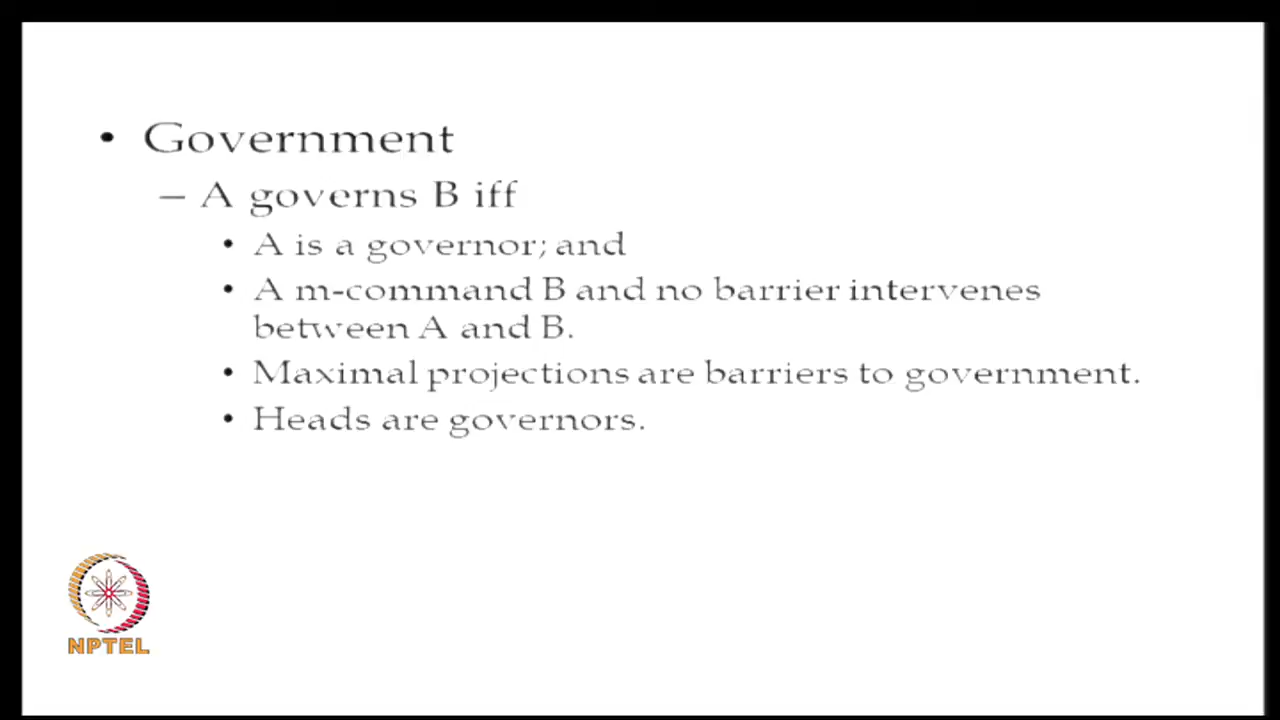 • Government
– A governs B iff
• A is a governor; and
• A m-command B and no barrier intervenes
between A and B.
• Maximal projections are barriers to government.
• Heads are governors.
NPTEL